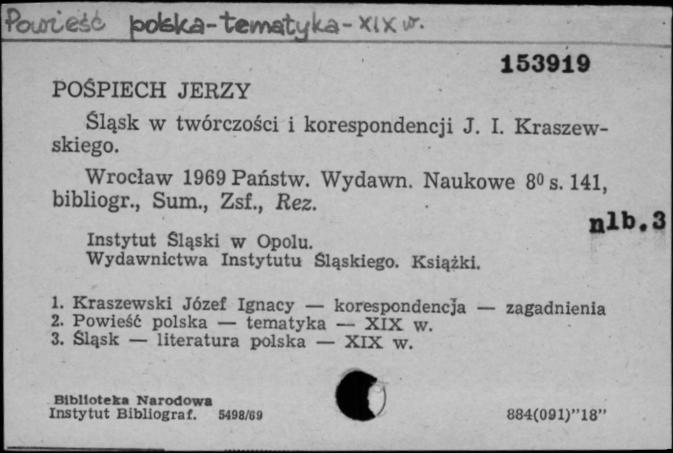 Powieść polska-tematyka-XIX w.
153919
POŚPIECH JERZY
Śląsk w twórczości i korespondencji J. I. Kraszew-
skiego.
Wrocław 1969 Państw. Wydawn. Naukowe 8⁰ s. 141,
bibliogr., Sum., Zsf., Rez.
nlb.3
Instytut Śląski w Opolu.
Wydawnictwa Instytutu Śląskiego. Książki.
1. Kraszewski Józef Ignacy — korespondencja — zagadnienia
2. Powieść polska — tematyka — XIX w.
3. Śląsk — literatura polska — XIX w.
Biblioteka Narodowa
Instytut Bibliograf. 5498/69
884(091)"18"